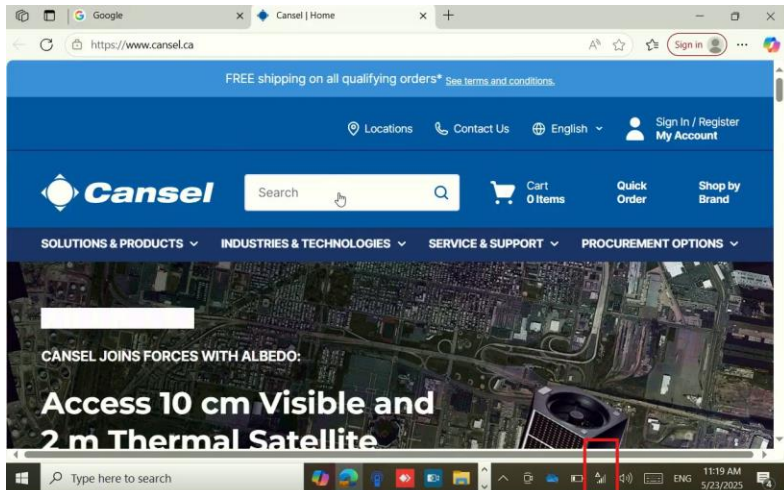 Google
Cansel | Home
https://www.cansel.ca
Sign in
FREE shipping on all qualifying orders* See terms and conditions.
Locations
Contact Us
English
Sign In / Register
My Account
Cansel
Search
Cart
0 Items
Quick
Order
Shop by
Brand
SOLUTIONS & PRODUCTS
INDUSTRIES & TECHNOLOGIES
SERVICE & SUPPORT
PROCUREMENT OPTIONS
CANSEL JOINS FORCES WITH ALBEDO:
Access 10 cm Visible and
2 m Thermal Satellite
Type here to search
ENG
11:19 AM
5/23/2025